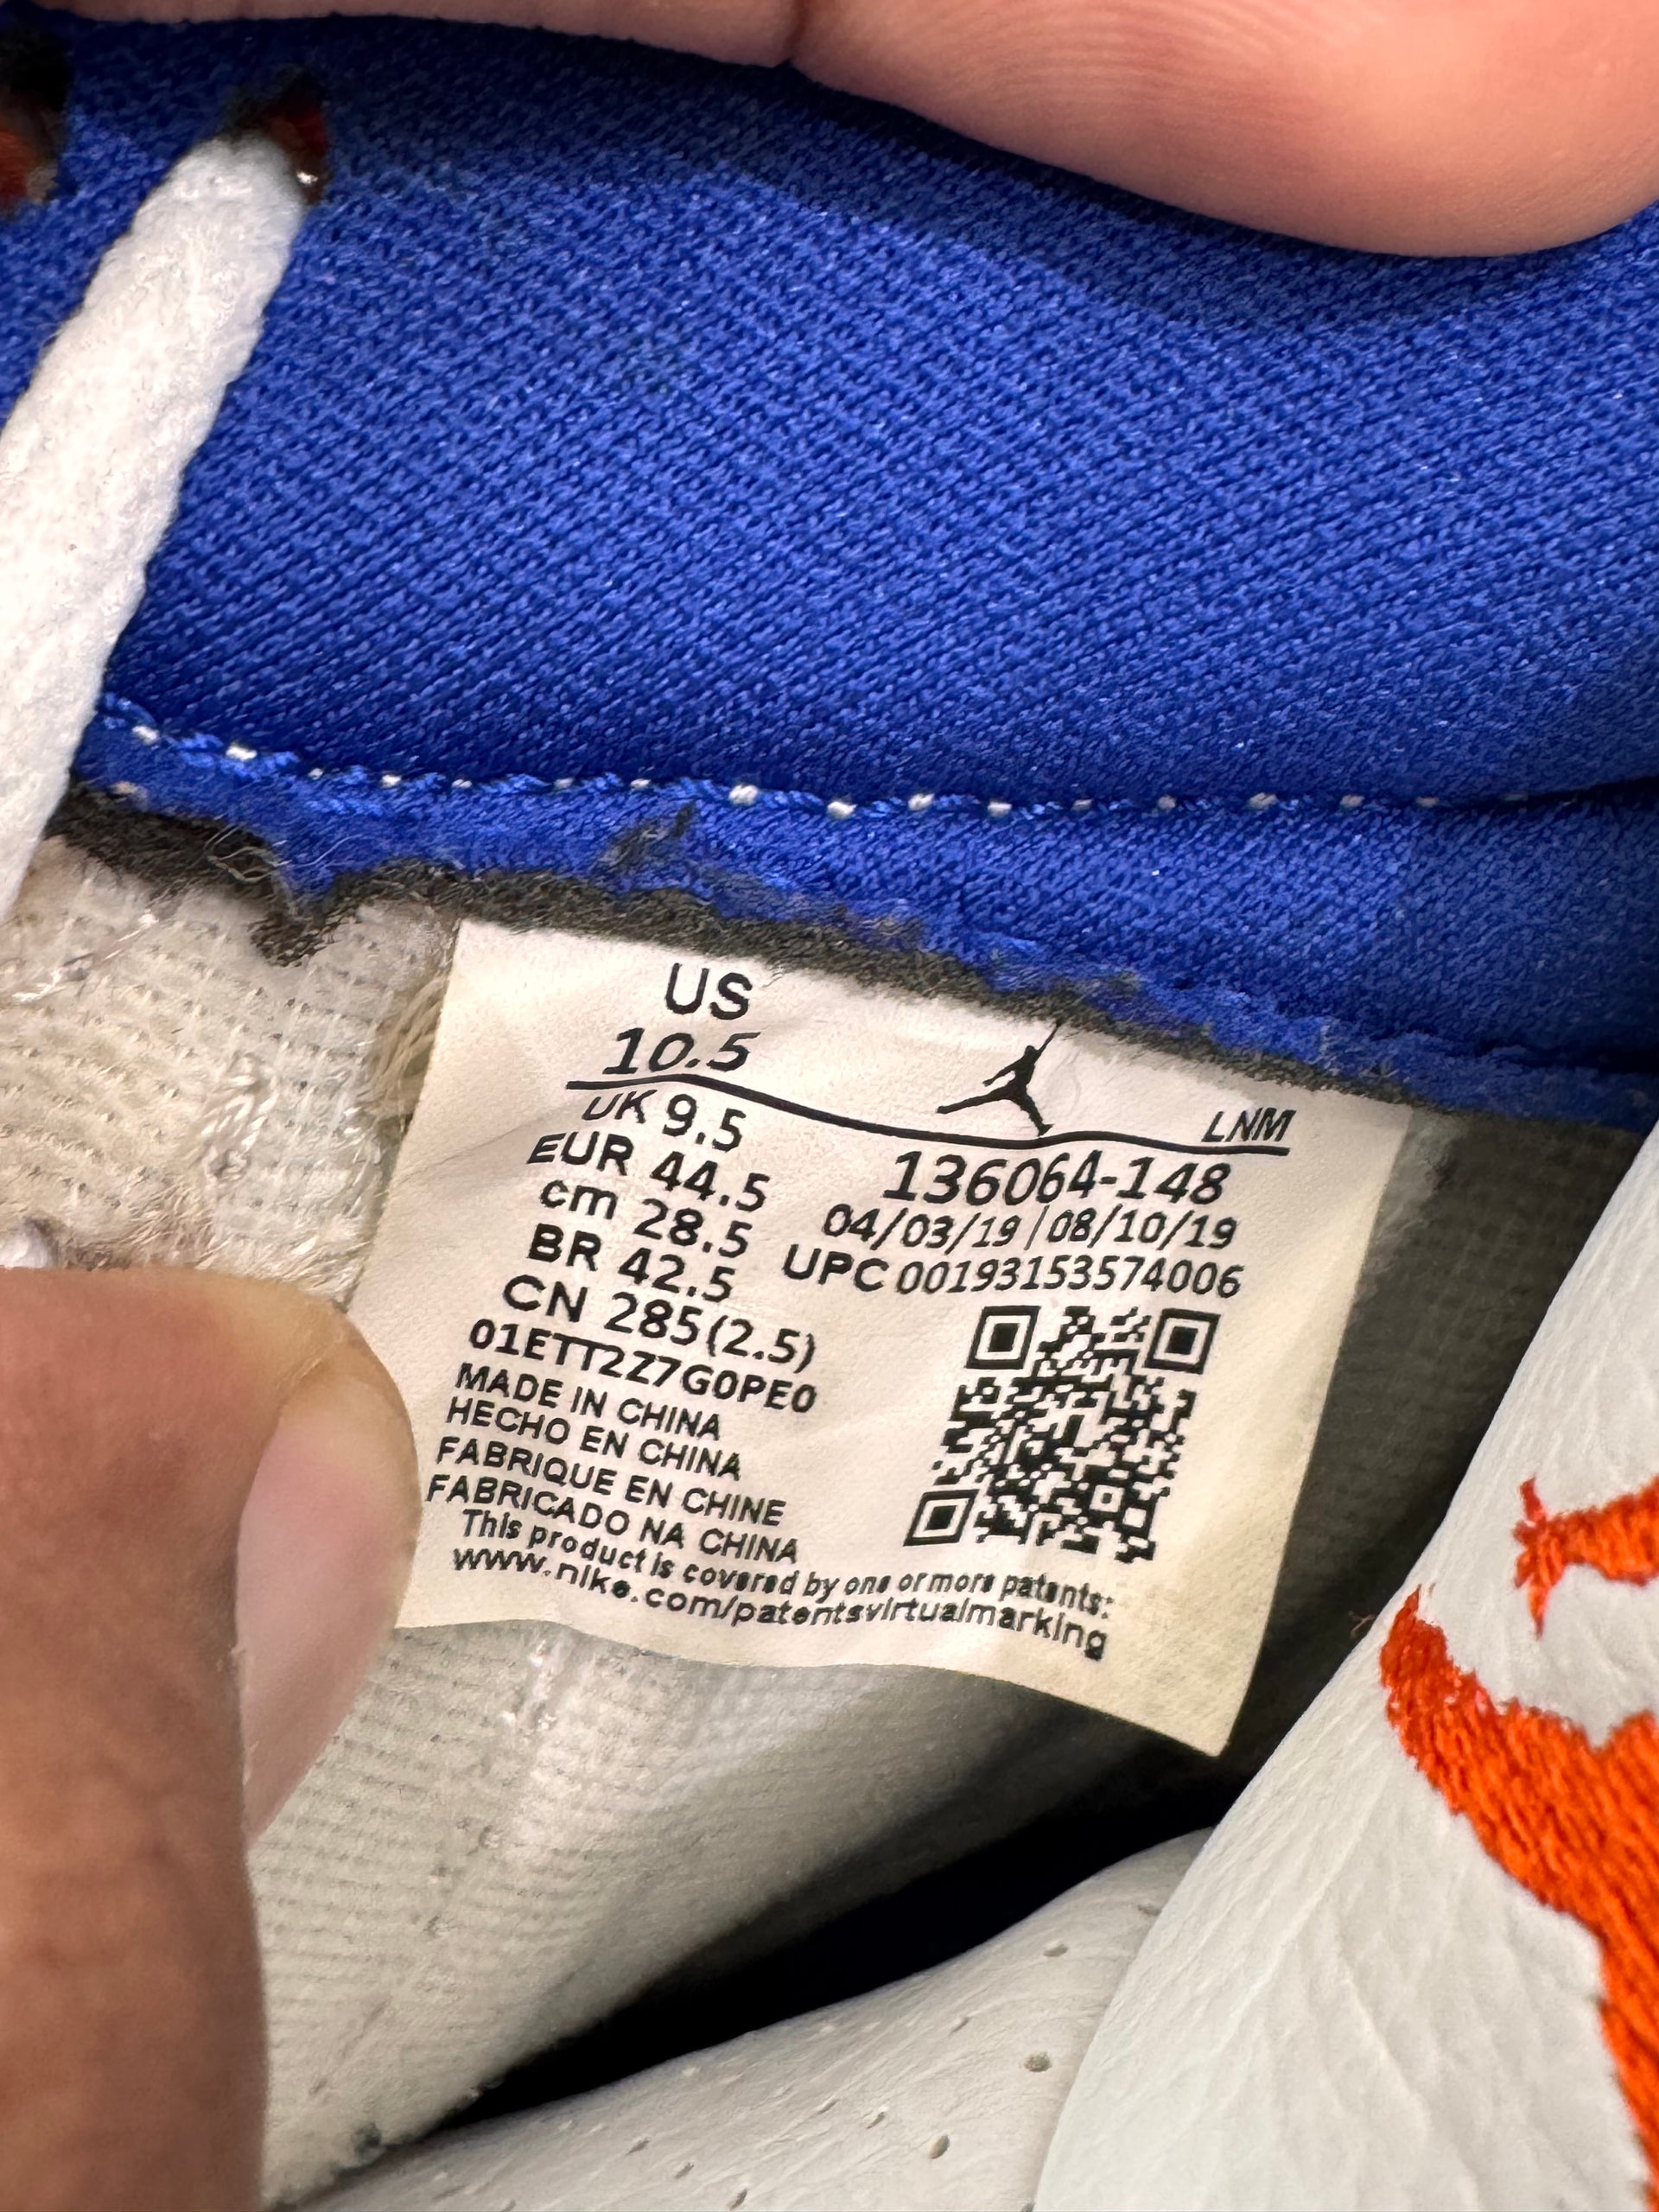 US
10.5
LNM
UK 9.5
EUR 44.5
cm 28.5
BR 42.5
CN 285(2.5)
01ETT2Z7G0PE0
MADE IN CHINA
HECHO EN CHINA
FABRIQUE EN CHINE
FABRICADO NA CHINA
136064-148
04/03/19 | 08/10/19
UPC 00193153574006
This product is covered by one or more patents:
www.nike.com/patentsvirtualmarking